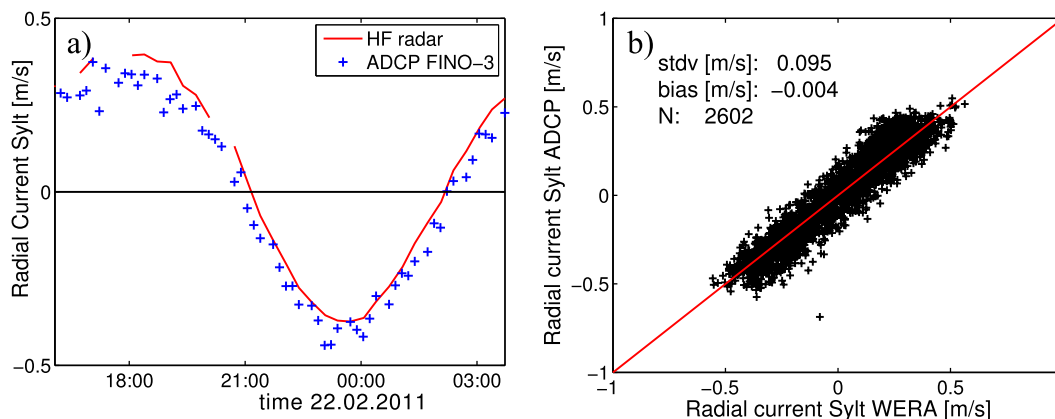 a)
Radial Current Sylt [m/s]
0.5
0
−0.5
HF radar
ADCP FINO−3
18:00 21:00 00:00 03:00
time 22.02.2011
b)
stdv [m/s]: 0.095
bias [m/s]: −0.004
N: 2602
Radial current Sylt ADCP [m/s]
1
0.5
0
−0.5
−1
−1 −0.5 0 0.5
Radial current Sylt WERA [m/s]